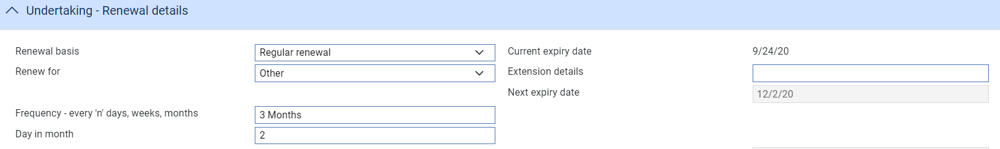 Undertaking - Renewal details
Renewal basis
Regular renewal
Current expiry date
9/24/20
Renew for
Other
Extension details
Next expiry date
12/2/20
Frequency - every 'n' days, weeks, months
3 Months
Day in month
2